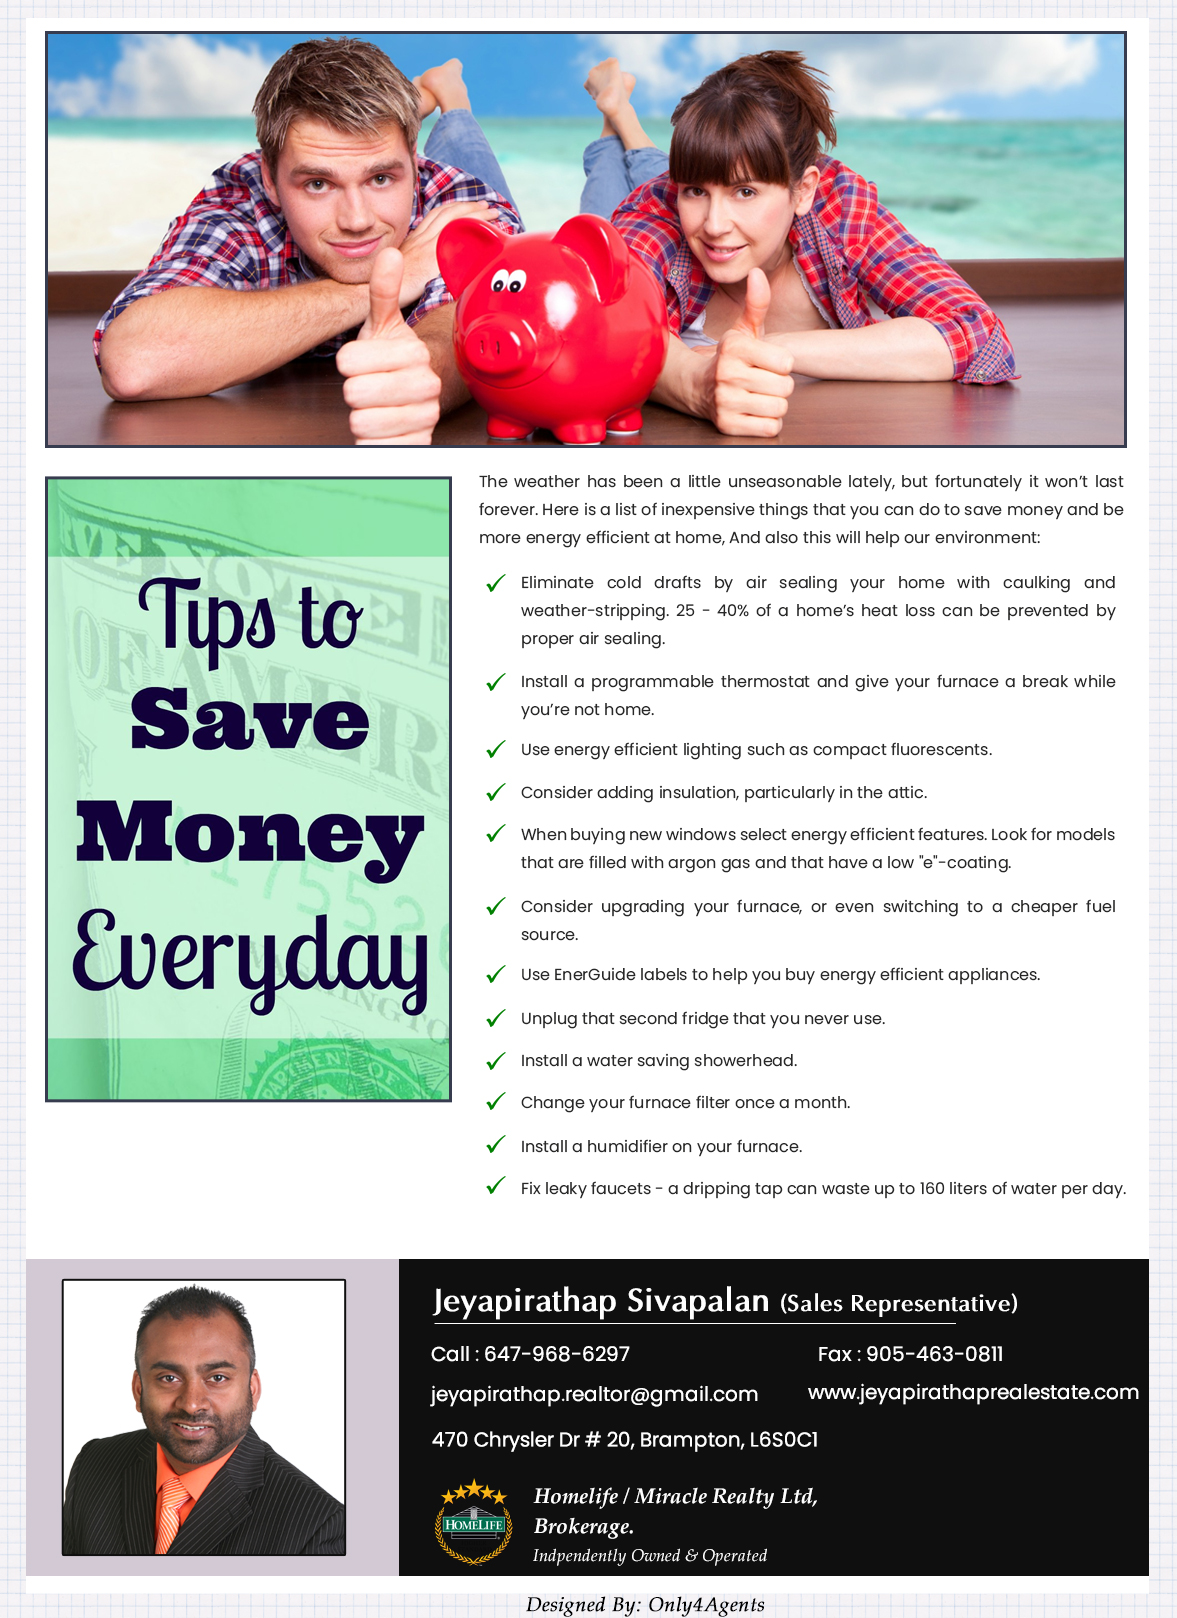 The weather has been a little unseasonable lately, but fortunately it won't last
forever. Here is a list of inexpensive things that you can do to save money and be
more energy efficient at home, And also this will help our environment:
Tips to
Save
Money
Everyday
Eliminate cold drafts by air sealing your home with caulking and
weather-stripping. 25 - 40% of a home's heat loss can be prevented by
proper air sealing.
Install a programmable thermostat and give your furnace a break while
you're not home.
Use energy efficient lighting such as compact fluorescents.
Consider adding insulation, particularly in the attic.
When buying new windows select energy efficient features. Look for models
that are filled with argon gas and that have a low "e"-coating.
Consider upgrading your furnace, or even switching to a cheaper fuel
source.
Use EnerGuide labels to help you buy energy efficient appliances.
Unplug that second fridge that you never use.
Install a water saving showerhead.
Change your furnace filter once a month.
Install a humidifier on your furnace.
Fix leaky faucets - a dripping tap can waste up to 160 liters of water per day.
Jeyapirathap Sivapalan (Sales Representative)
Call : 647-968-6297
Fax : 905-463-0811
jeyapirathap.realtor@gmail.com
www.jeyapirathaprealestate.com
470 Chrysler Dr # 20, Brampton, L6S0C1
HOMELIFE
Homelife / Miracle Realty Ltd,
Brokerage.
Indpendently Owned & Operated
Designed By: Only4Agents